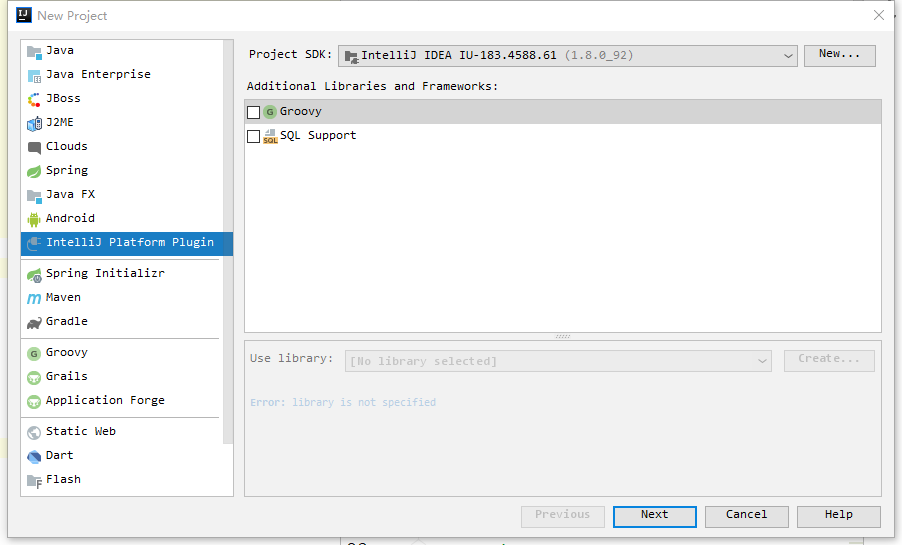 New Project
Java
Java Enterprise
JBoss
J2ME
Clouds
Spring
Java FX
Android
IntelliJ Platform Plugin
Spring Initializr
Maven
Gradle
Groovy
Grails
Application Forge
Static Web
Dart
Flash
Project SDK: IntelliJ IDEA IU-183.4588.61 (1.8.0_92) New...
Additional Libraries and Frameworks:
Groovy
SQL Support
Use library: [No library selected] Create...
Error: library is not specified
Previous Next Cancel Help